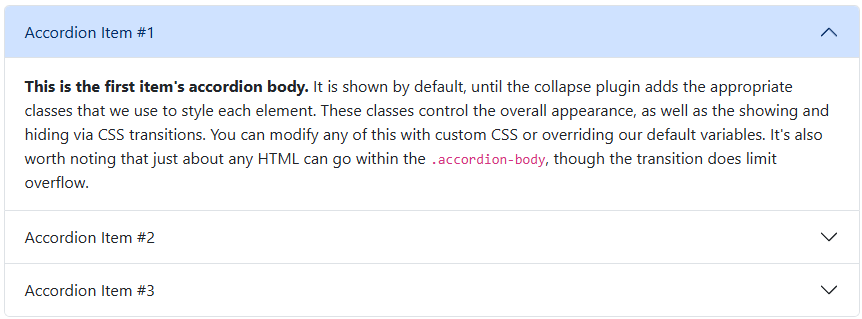 Accordion Item #1
This is the first item's accordion body. It is shown by default, until the collapse plugin adds the appropriate
classes that we use to style each element. These classes control the overall appearance, as well as the showing and
hiding via CSS transitions. You can modify any of this with custom CSS or overriding our default variables. It's also
worth noting that just about any HTML can go within the .accordion-body, though the transition does limit
overflow.
Accordion Item #2
Accordion Item #3